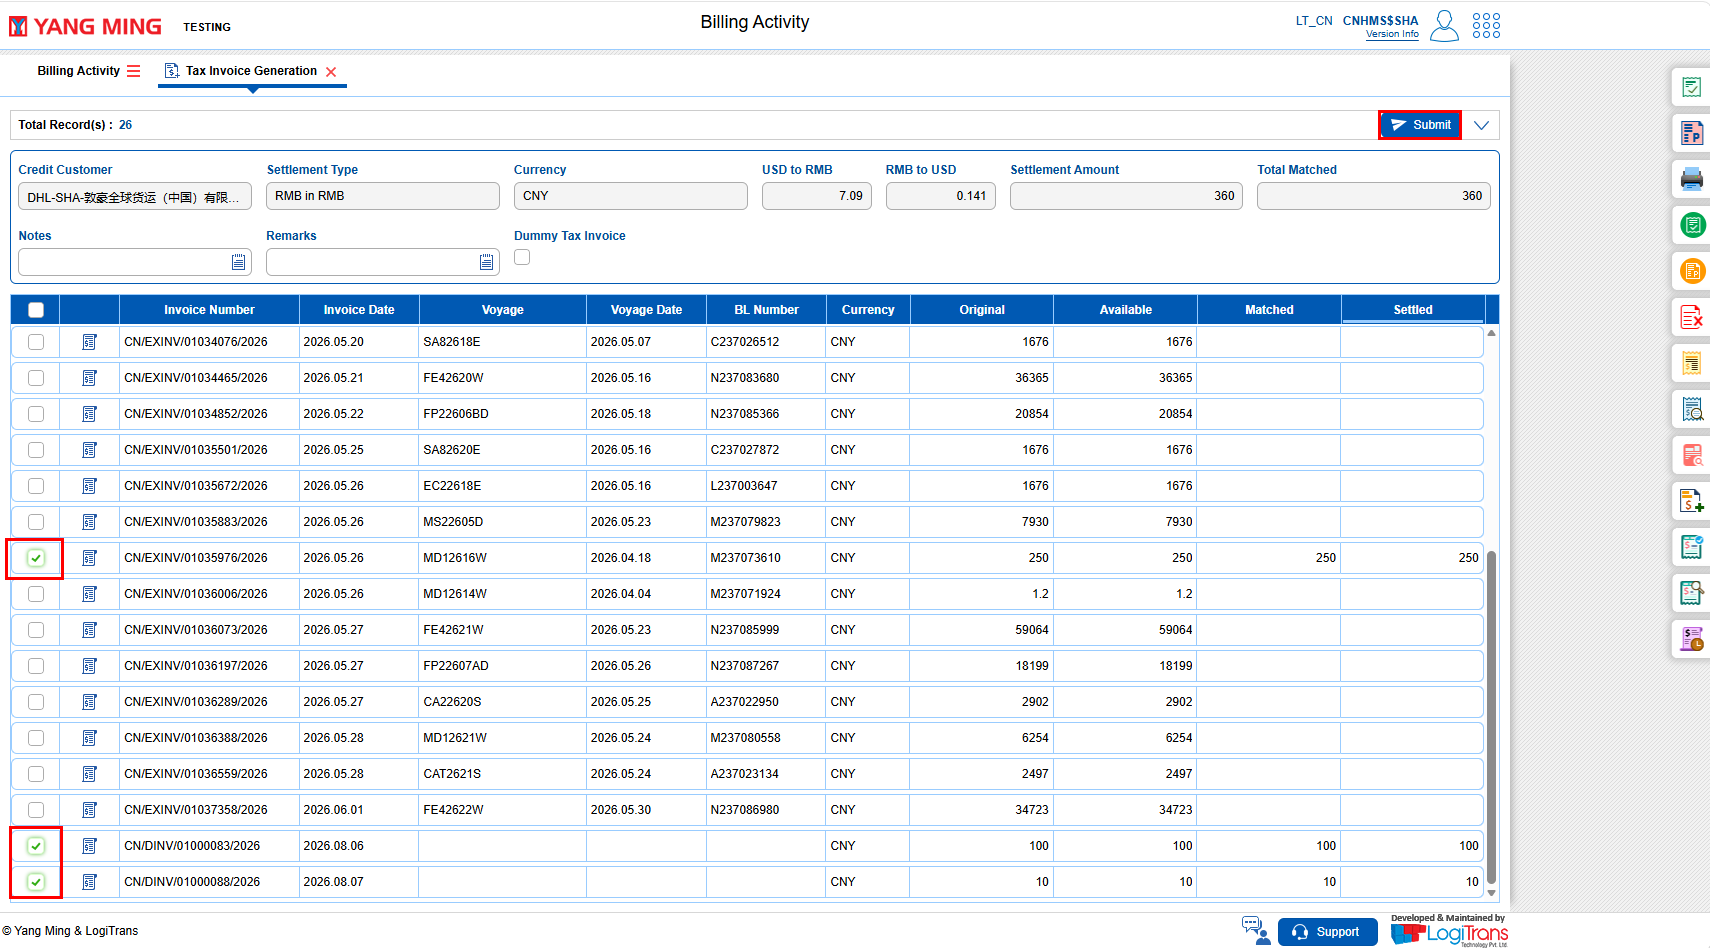 YANG MING TESTING Billing Activity LT_CN CNHMS$SHA
Version Info
Billing Activity Tax Invoice Generation
Total Record(s) : 26 Submit
Credit Customer Settlement Type Currency USD to RMB RMB to USD Settlement Amount Total Matched
DHL-SHA-敦豪全球货运（中国）有限... RMB in RMB CNY 7.09 0.141 360 360
Notes Remarks Dummy Tax Invoice
Invoice Number Invoice Date Voyage Voyage Date BL Number Currency Original Available Matched Settled
CN/EXINV/01034076/2026 2026.05.20 SA82618E 2026.05.07 C237026512 CNY 1676 1676
CN/EXINV/01034465/2026 2026.05.21 FE42620W 2026.05.16 N237083680 CNY 36365 36365
CN/EXINV/01034852/2026 2026.05.22 FP22606BD 2026.05.18 N237085366 CNY 20854 20854
CN/EXINV/01035501/2026 2026.05.25 SA82620E 2026.05.16 C237027872 CNY 1676 1676
CN/EXINV/01035672/2026 2026.05.26 EC22618E 2026.05.16 L237003647 CNY 1676 1676
CN/EXINV/01035883/2026 2026.05.26 MS22605D 2026.05.23 M237079823 CNY 7930 7930
CN/EXINV/01035976/2026 2026.05.26 MD12616W 2026.04.18 M237073610 CNY 250 250 250 250
CN/EXINV/01036006/2026 2026.05.26 MD12614W 2026.04.04 M237071924 CNY 1.2 1.2
CN/EXINV/01036073/2026 2026.05.27 FE42621W 2026.05.23 N237085999 CNY 59064 59064
CN/EXINV/01036197/2026 2026.05.27 FP22607AD 2026.05.26 N237087267 CNY 18199 18199
CN/EXINV/01036289/2026 2026.05.27 CA22620S 2026.05.25 A237022950 CNY 2902 2902
CN/EXINV/01036388/2026 2026.05.28 MD12621W 2026.05.24 M237080558 CNY 6254 6254
CN/EXINV/01036559/2026 2026.05.28 CAT2621S 2026.05.24 A237023134 CNY 2497 2497
CN/EXINV/01037358/2026 2026.06.01 FE42622W 2026.05.30 N237086980 CNY 34723 34723
CN/DINV/01000083/2026 2026.08.06 CNY 100 100 100 100
CN/DINV/01000088/2026 2026.08.07 CNY 10 10 10 10
© Yang Ming & LogiTrans Support Developed & Maintained by
LogiTrans
Technology Pvt. Ltd.